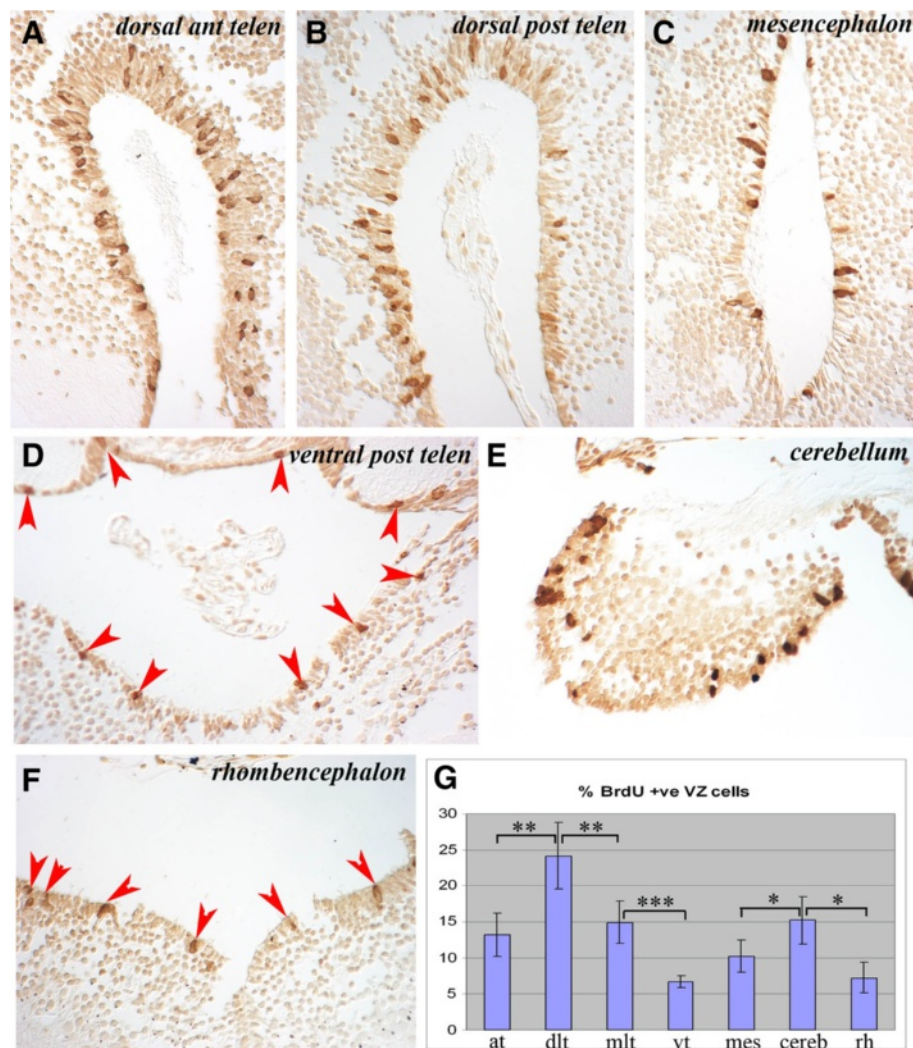 A dorsal ant telen
B dorsal post telen
C mesencephalon
D ventral post telen
E cerebellum
F rhombencephalon
G
% BrdU +ve VZ cells
30
25
20
15
10
5
0
** ** *** * *
at dlt mlt vt mes cereb rh